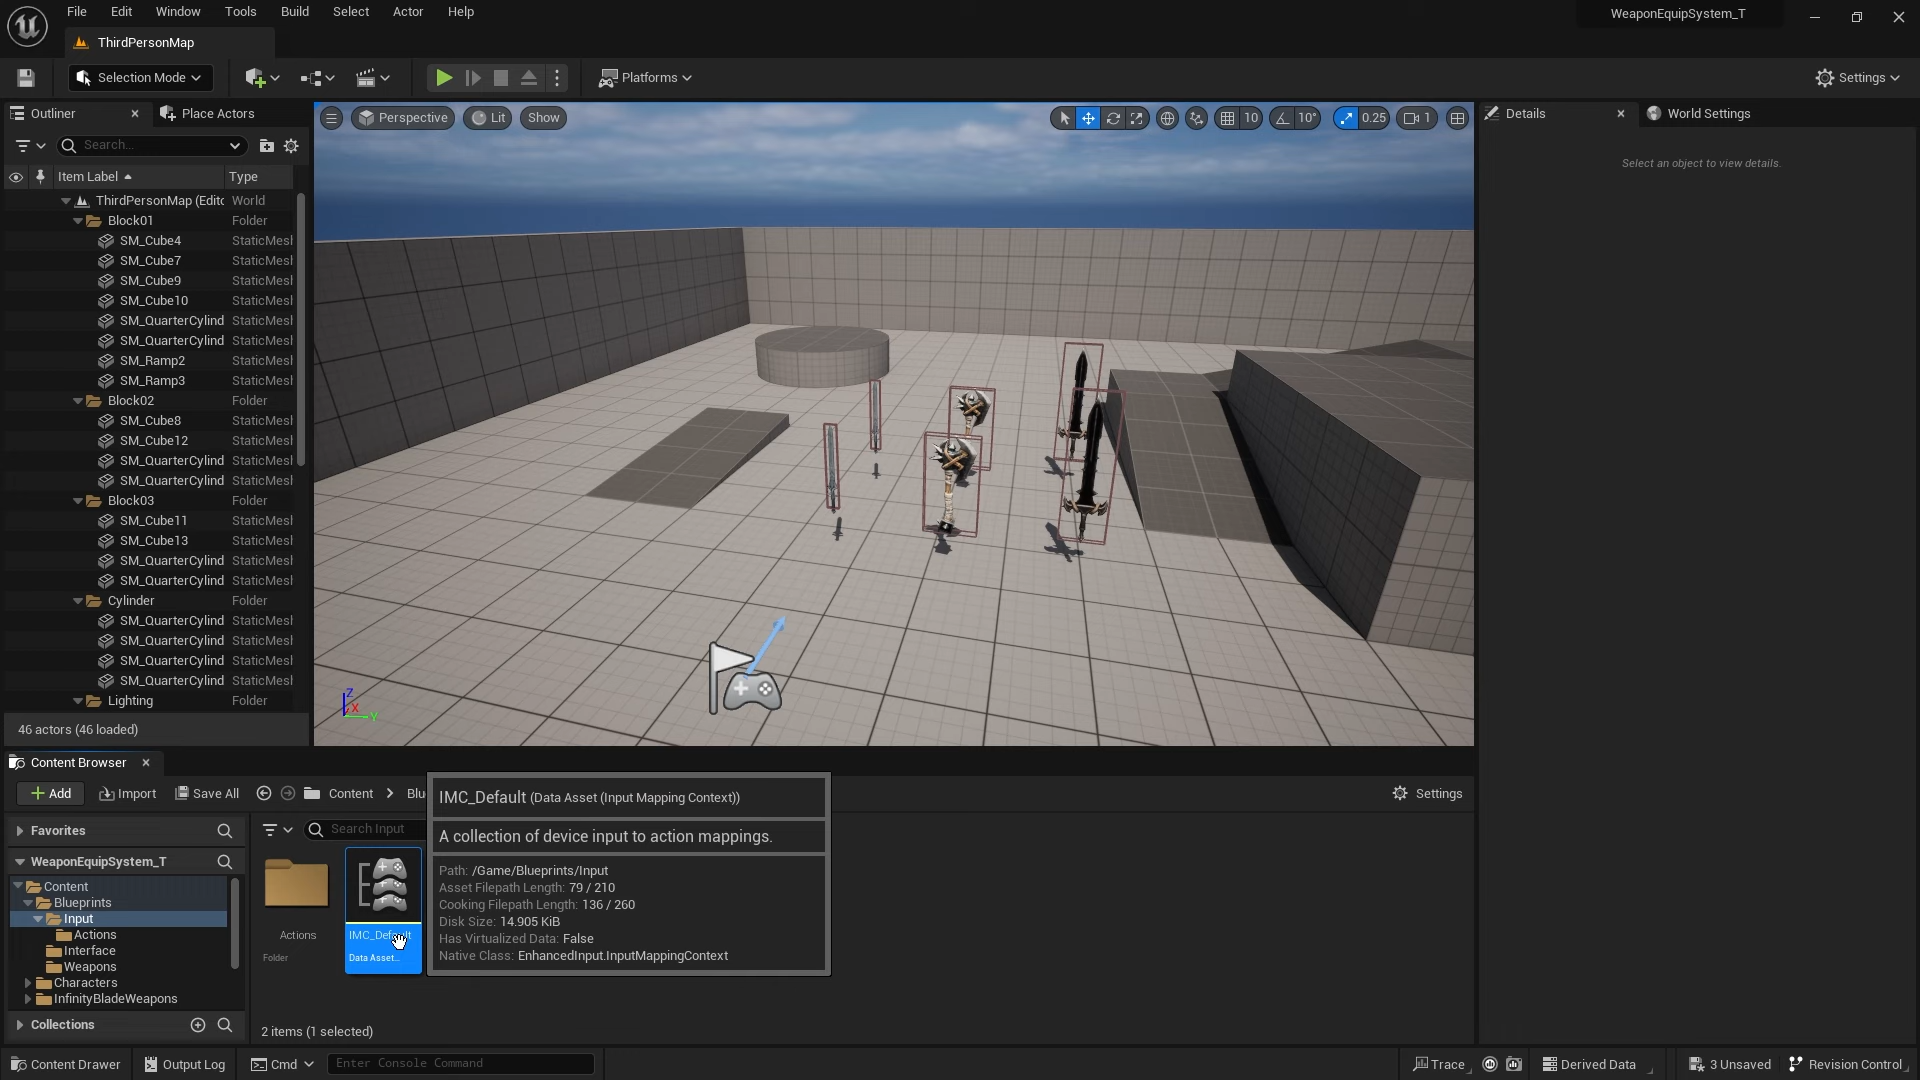 File Edit Window Tools Build Select Actor Help
WeaponEquipSystem_T
ThirdPersonMap
Selection Mode
Platforms
Settings
Outliner
Place Actors
Search...
Item Label
Type
ThirdPersonMap (Edito World
Block01 Folder
SM_Cube4 StaticMesh
SM_Cube7 StaticMesh
SM_Cube9 StaticMesh
SM_Cube10 StaticMesh
SM_QuarterCylind StaticMesh
SM_QuarterCylind StaticMesh
SM_Ramp2 StaticMesh
SM_Ramp3 StaticMesh
Block02 Folder
SM_Cube8 StaticMesh
SM_Cube12 StaticMesh
SM_QuarterCylind StaticMesh
SM_QuarterCylind StaticMesh
Block03 Folder
SM_Cube11 StaticMesh
SM_Cube13 StaticMesh
SM_QuarterCylind StaticMesh
SM_QuarterCylind StaticMesh
Cylinder Folder
SM_QuarterCylind StaticMesh
SM_QuarterCylind StaticMesh
SM_QuarterCylind StaticMesh
SM_QuarterCylind StaticMesh
Lighting Folder
46 actors (46 loaded)
Perspective Lit Show
10 10° 0.25 1
Z
X
Y
Details
World Settings
Select an object to view details.
Content Browser
Add Import Save All Content Blu
Settings
Favorites
WeaponEquipSystem_T
Content
Blueprints
Input
Actions
Interface
Weapons
Characters
InfinityBladeWeapons
Collections
Search Input
Actions
Folder
IMC_Default
Data Asset...
2 items (1 selected)
IMC_Default (Data Asset (Input Mapping Context))
A collection of device input to action mappings.
Path: /Game/Blueprints/Input
Asset Filepath Length: 79 / 210
Cooking Filepath Length: 136 / 260
Disk Size: 14.905 KiB
Has Virtualized Data: False
Native Class: EnhancedInput.InputMappingContext
Content Drawer Output Log Cmd Enter Console Command
Trace Derived Data 3 Unsaved Revision Control